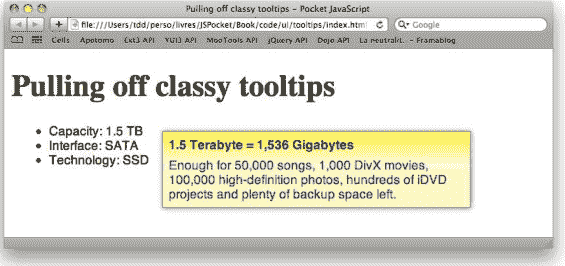 Pulling off classy tooltips – Pocket JavaScript
file:///Users/tdd/perso/livres/JSPocket/Book/code/ui/tooltips/index.htm
Google
Cells Apotomo Ext3 API YUI3 API MooTools API jQuery API Dojo API La neutralit… – Framablog
Pulling off classy tooltips
• Capacity: 1.5 TB
• Interface: SATA
• Technology: SSD
1.5 Terabyte = 1,536 Gigabytes
Enough for 50,000 songs, 1,000 DivX movies,
100,000 high-definition photos, hundreds of iDVD
projects and plenty of backup space left.